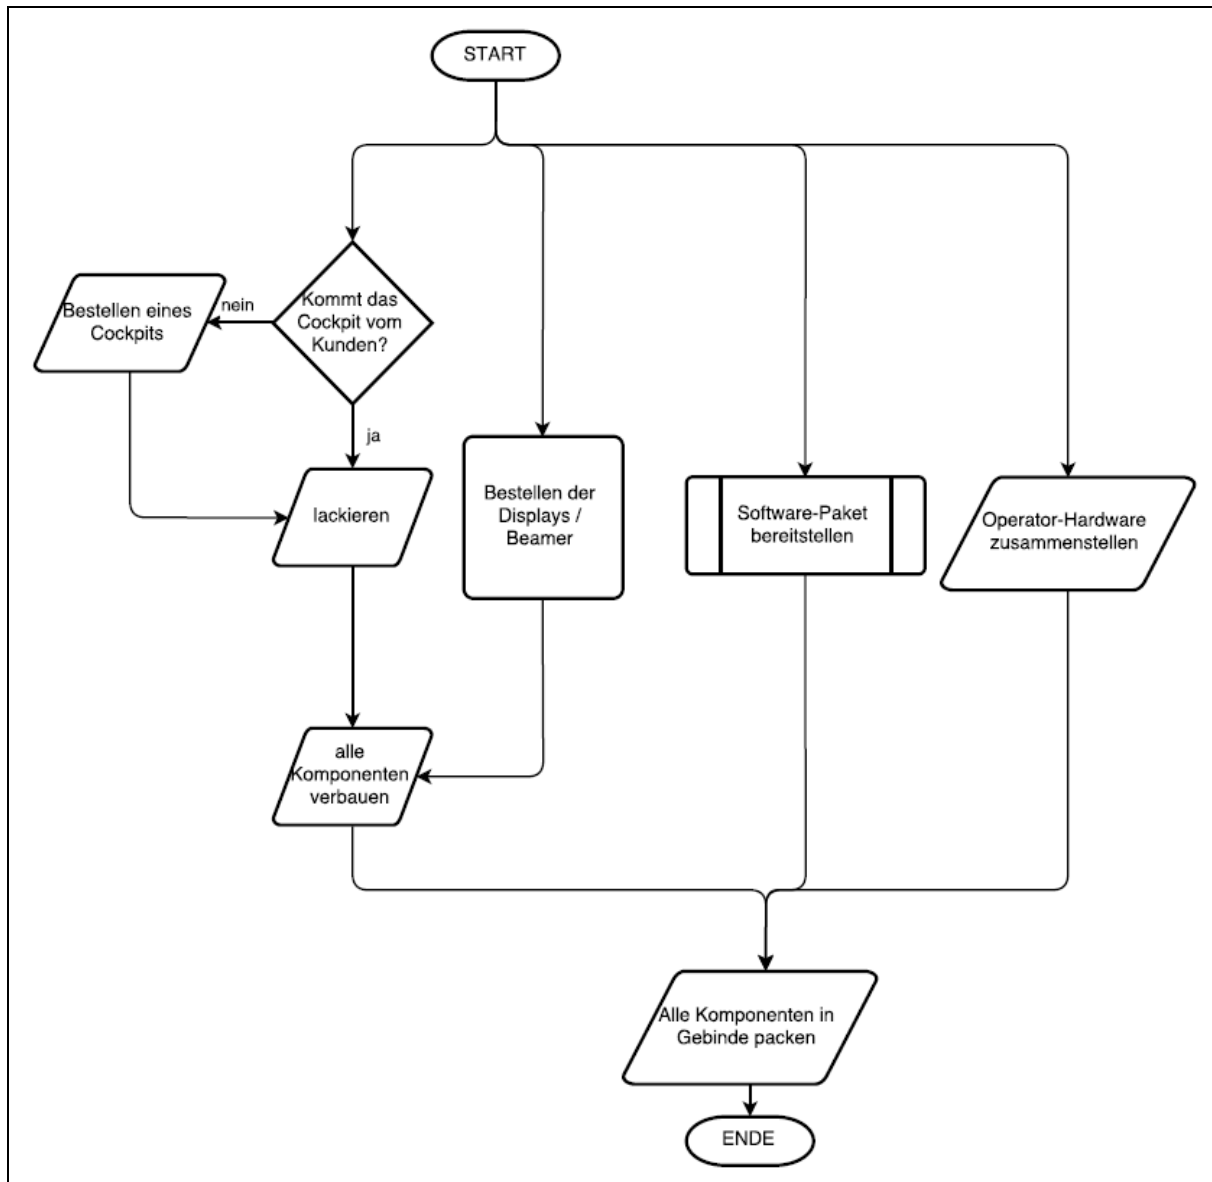 START
Kommt das
Cockpit vom
Kunden?
nein
Bestellen eines
Cockpits
ja
lackieren
Bestellen der
Displays /
Beamer
Software-Paket
bereitstellen
Operator-Hardware
zusammenstellen
alle
Komponenten
verbauen
Alle Komponenten in
Gebinde packen
ENDE